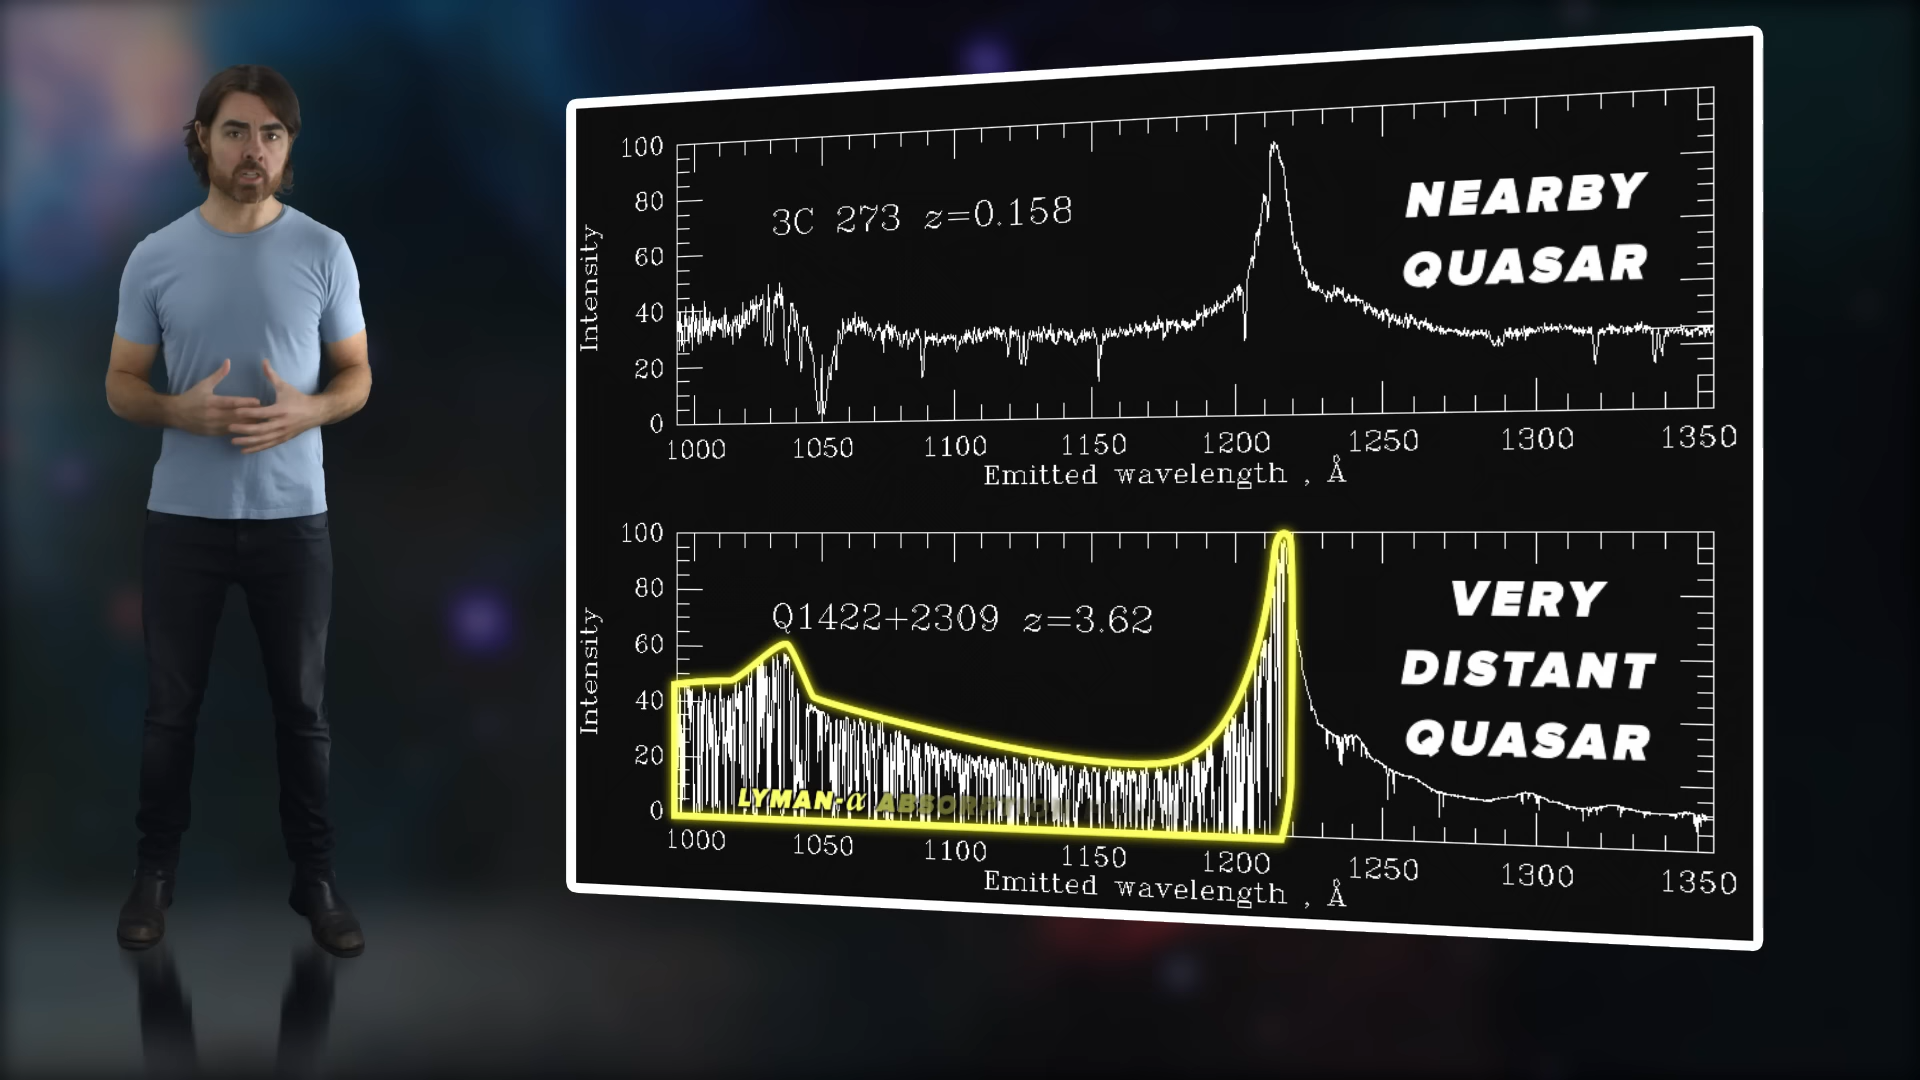 100
80
60
40
20
0
Intensity
3C 273 z=0.158
NEARBY
QUASAR
1000 1050 1100 1150 1200 1250 1300 1350
Emitted wavelength , Å
100
80
60
40
20
0
Intensity
Q1422+2309 z=3.62
VERY
DISTANT
QUASAR
LYMAN-α ABSORPTION
1000 1050 1100 1150 1200 1250 1300 1350
Emitted wavelength , Å